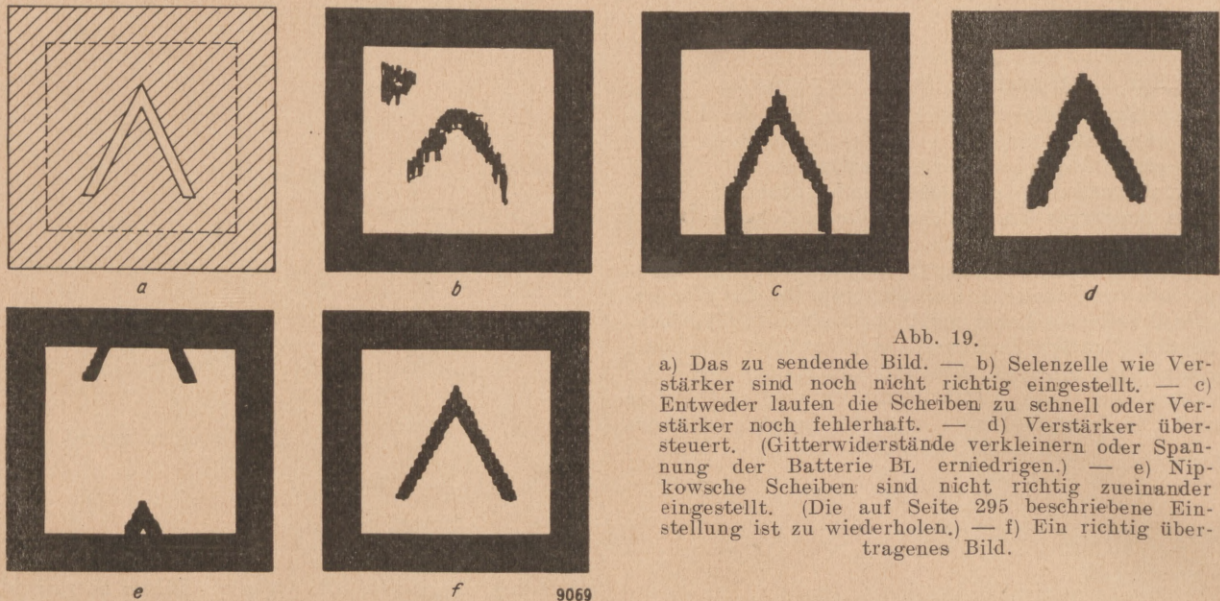 a
b
c
d
e
f
9069
Abb. 19.
a) Das zu sendende Bild. — b) Selenzelle wie Ver-
stärker sind noch nicht richtig eingestellt. — c)
Entweder laufen die Scheiben zu schnell oder Ver-
stärker noch fehlerhaft. — d) Verstärker über-
steuert. (Gitterwiderstände verkleinern oder Span-
nung der Batterie BL erniedrigen.) — e) Nip-
kowsche Scheiben sind nicht richtig zueinander
eingestellt. (Die auf Seite 295 beschriebene Ein-
stellung ist zu wiederholen.) — f) Ein richtig über-
tragenes Bild.